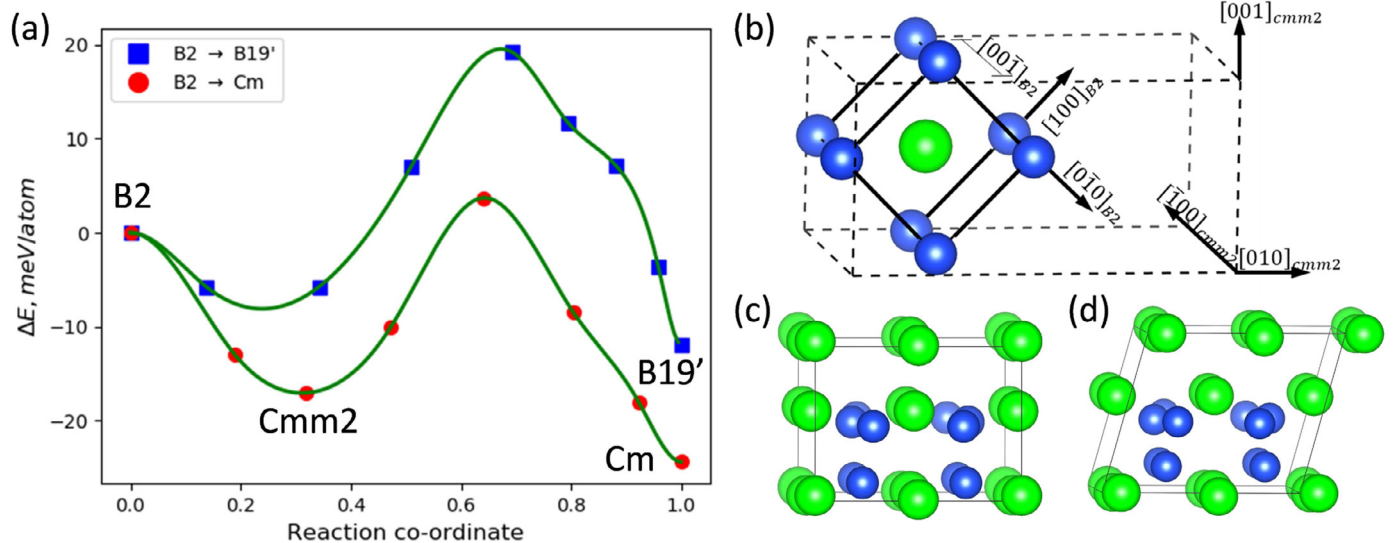 (a)
B2 → B19'
B2 → Cm
20
10
0
−10
−20
ΔE, meV/atom
B2
Cmm2
B19’
Cm
0.0 0.2 0.4 0.6 0.8 1.0
Reaction co-ordinate
(b)
[001]cmm2
[001̅]B2
[100]B2
[01̅0]B2
[1̅00]cmm2
[010]cmm2
(c)
(d)